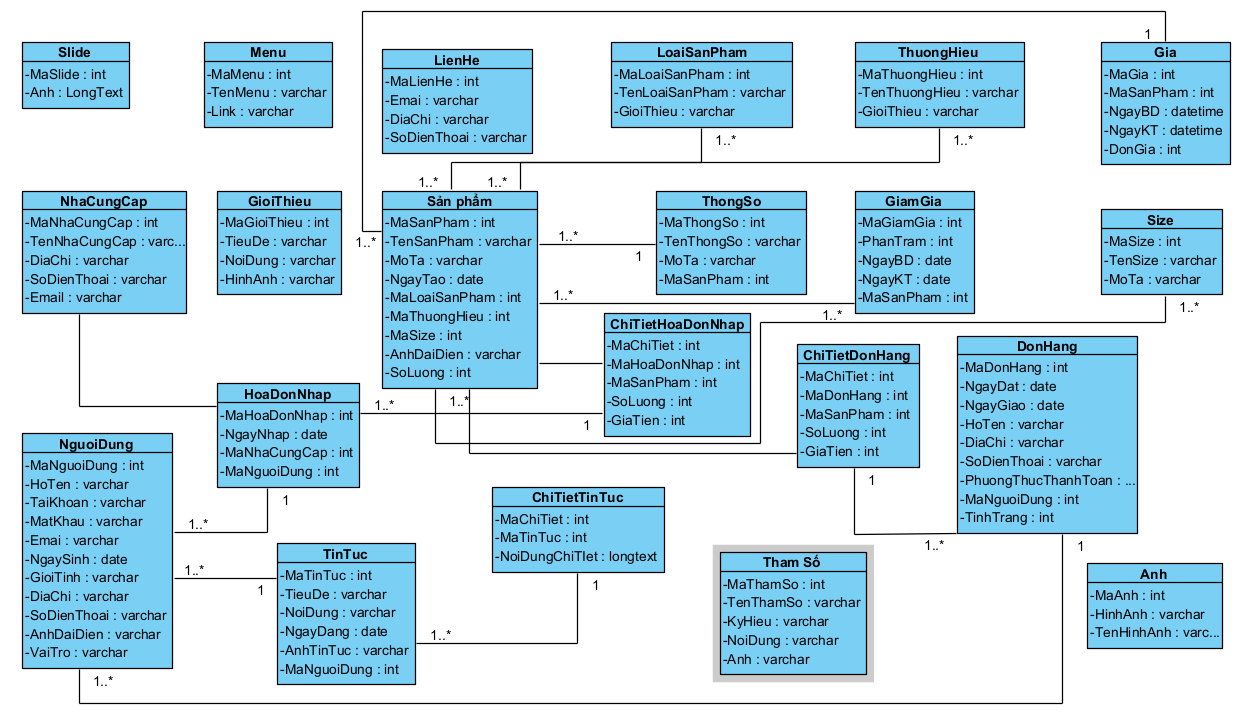 Slide
-MaSlide : int
-Anh : LongText
Menu
-MaMenu : int
-TenMenu : varchar
-Link : varchar
LienHe
-MaLienHe : int
-Emai : varchar
-DiaChi : varchar
-SoDienThoai : varchar
LoaiSanPham
-MaLoaiSanPham : int
-TenLoaiSanPham : varchar
-GioiThieu : varchar
1..*
ThuongHieu
-MaThuongHieu : int
-TenThuongHieu : varchar
-GioiThieu : varchar
1..*
1
Gia
-MaGia : int
-MaSanPham : int
-NgayBD : datetime
-NgayKT : datetime
-DonGia : int
NhaCungCap
-MaNhaCungCap : int
-TenNhaCungCap : varc...
-DiaChi : varchar
-SoDienThoai : varchar
-Email : varchar
GioiThieu
-MaGioiThieu : int
-TieuDe : varchar
-NoiDung : varchar
-HinhAnh : varchar
1..*
1..*
1..*
Sản phẩm
-MaSanPham : int
-TenSanPham : varchar
-MoTa : varchar
-NgayTao : date
-MaLoaiSanPham : int
-MaThuongHieu : int
-MaSize : int
-AnhDaiDien : varchar
-SoLuong : int
1..*
1..*
1
1..*
ThongSo
-MaThongSo : int
-TenThongSo : varchar
-MoTa : varchar
-MaSanPham : int
GiamGia
-MaGiamGia : int
-PhanTram : int
-NgayBD : date
-NgayKT : date
-MaSanPham : int
1..*
Size
-MaSize : int
-TenSize : varchar
-MoTa : varchar
1..*
ChiTietHoaDonNhap
-MaChiTiet : int
-MaHoaDonNhap : int
-MaSanPham : int
-SoLuong : int
-GiaTien : int
ChiTietDonHang
-MaChiTiet : int
-MaDonHang : int
-MaSanPham : int
-SoLuong : int
-GiaTien : int
1
DonHang
-MaDonHang : int
-NgayDat : date
-NgayGiao : date
-HoTen : varchar
-DiaChi : varchar
-SoDienThoai : varchar
-PhuongThucThanhToan : ...
-MaNguoiDung : int
-TinhTrang : int
1..*
1
HoaDonNhap
-MaHoaDonNhap : int
-NgayNhap : date
-MaNhaCungCap : int
-MaNguoiDung : int
1..*
1
1
NguoiDung
-MaNguoiDung : int
-HoTen : varchar
-TaiKhoan : varchar
-MatKhau : varchar
-Emai : varchar
-NgaySinh : date
-GioiTinh : varchar
-DiaChi : varchar
-SoDienThoai : varchar
-AnhDaiDien : varchar
-VaiTro : varchar
1..*
1..*
1
1..*
TinTuc
-MaTinTuc : int
-TieuDe : varchar
-NoiDung : varchar
-NgayDang : date
-AnhTinTuc : varchar
-MaNguoiDung : int
1..*
ChiTietTinTuc
-MaChiTiet : int
-MaTinTuc : int
-NoiDungChiTIet : longtext
1
Tham Số
-MaThamSo : int
-TenThamSo : varchar
-KyHieu : varchar
-NoiDung : varchar
-Anh : varchar
Anh
-MaAnh : int
-HinhAnh : varchar
-TenHinhAnh : varc...